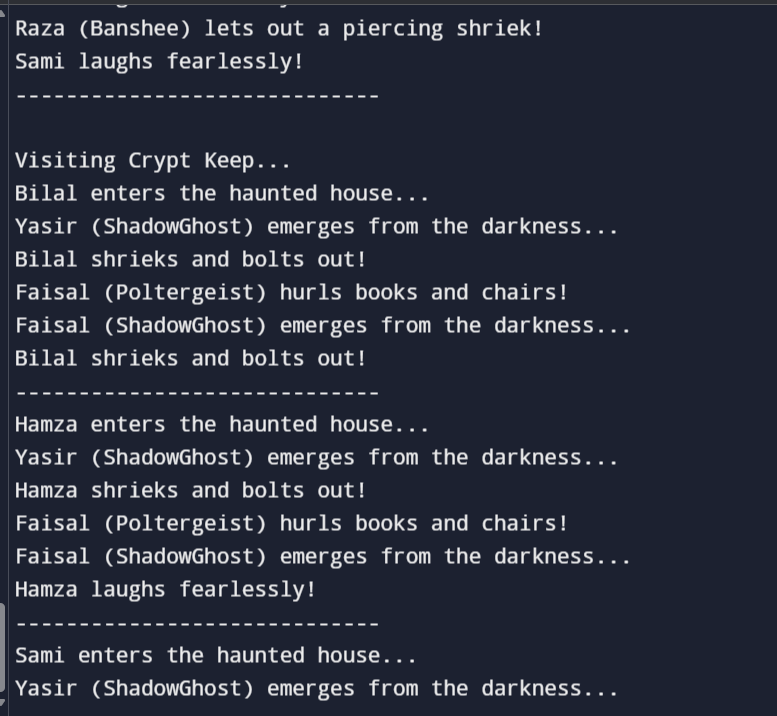 Raza (Banshee) lets out a piercing shriek!
Sami laughs fearlessly!
-----------------------------
Visiting Crypt Keep...
Bilal enters the haunted house...
Yasir (ShadowGhost) emerges from the darkness...
Bilal shrieks and bolts out!
Faisal (Poltergeist) hurls books and chairs!
Faisal (ShadowGhost) emerges from the darkness...
Bilal shrieks and bolts out!
-----------------------------
Hamza enters the haunted house...
Yasir (ShadowGhost) emerges from the darkness...
Hamza shrieks and bolts out!
Faisal (Poltergeist) hurls books and chairs!
Faisal (ShadowGhost) emerges from the darkness...
Hamza laughs fearlessly!
-----------------------------
Sami enters the haunted house...
Yasir (ShadowGhost) emerges from the darkness...